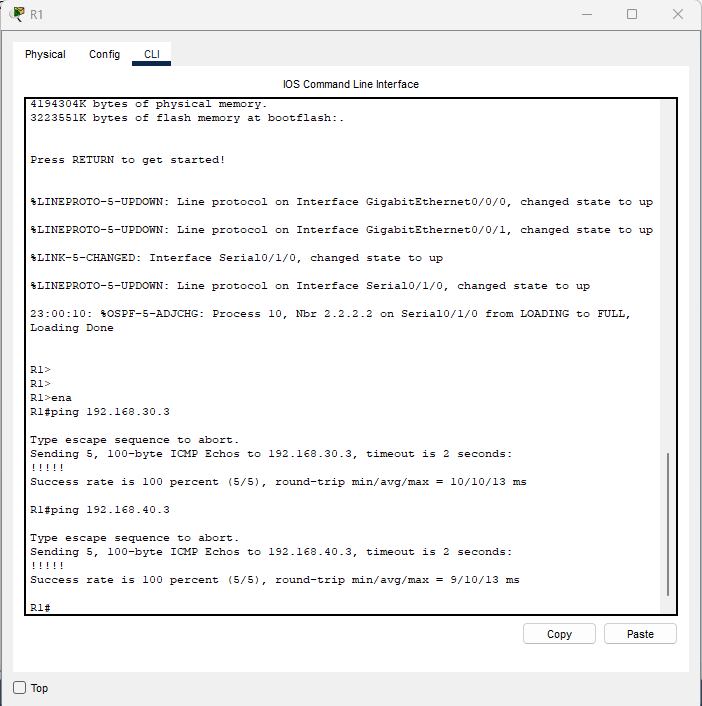 R1
Physical Config CLI
IOS Command Line Interface
4194304K bytes of physical memory.
3223551K bytes of flash memory at bootflash:.
Press RETURN to get started!
%LINEPROTO-5-UPDOWN: Line protocol on Interface GigabitEthernet0/0/0, changed state to up
%LINEPROTO-5-UPDOWN: Line protocol on Interface GigabitEthernet0/0/1, changed state to up
%LINK-5-CHANGED: Interface Serial0/1/0, changed state to up
%LINEPROTO-5-UPDOWN: Line protocol on Interface Serial0/1/0, changed state to up
23:00:10: %OSPF-5-ADJCHG: Process 10, Nbr 2.2.2.2 on Serial0/1/0 from LOADING to FULL,
Loading Done
R1>
R1>
R1>ena
R1#ping 192.168.30.3
Type escape sequence to abort.
Sending 5, 100-byte ICMP Echos to 192.168.30.3, timeout is 2 seconds:
!!!!!
Success rate is 100 percent (5/5), round-trip min/avg/max = 10/10/13 ms
R1#ping 192.168.40.3
Type escape sequence to abort.
Sending 5, 100-byte ICMP Echos to 192.168.40.3, timeout is 2 seconds:
!!!!!
Success rate is 100 percent (5/5), round-trip min/avg/max = 9/10/13 ms
R1#
Copy Paste
Top